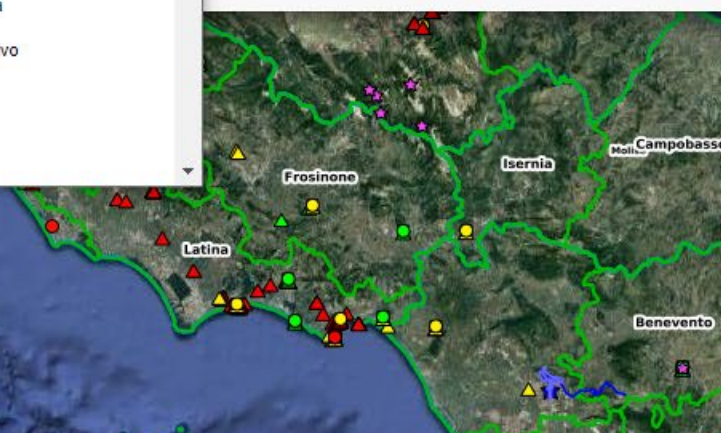 vo
Frosinone
Isernia
Campobasso
Latina
Benevento